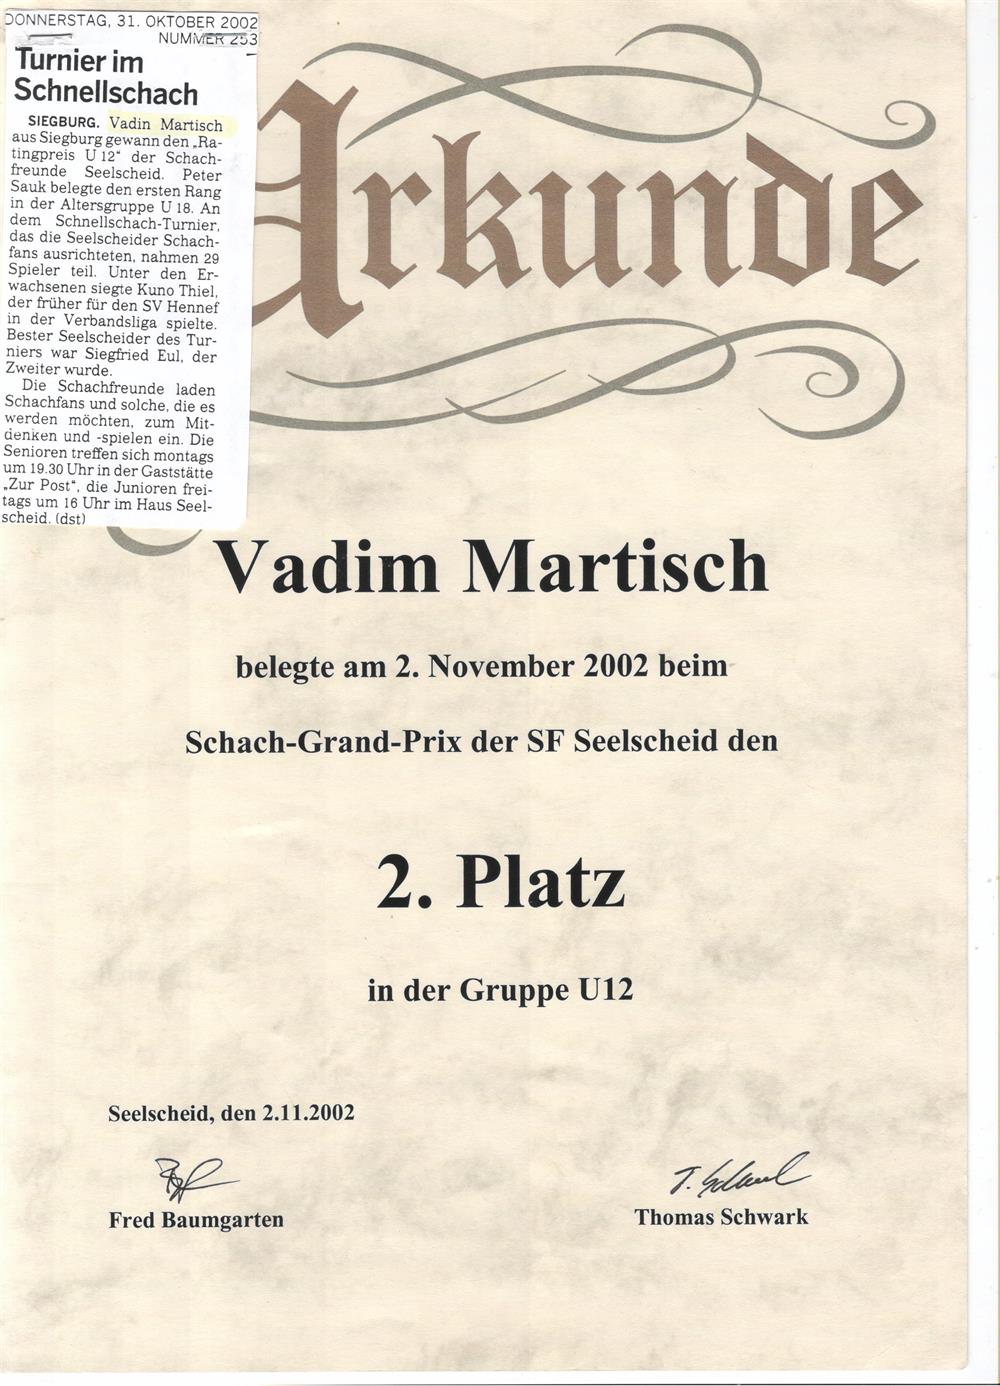 DONNERSTAG, 31. OKTOBER 2002
NUMMER 253
Turnier im
Schnellschach
SIEGBURG. Vadin Martisch
aus Siegburg gewann den „Ra-
tingpreis U 12“ der Schach-
freunde Seelscheid. Peter
Sauk belegte den ersten Rang
in der Altersgruppe U 18. An
dem Schnellschach-Turnier,
das die Seelscheider Schach-
fans ausrichteten, nahmen 29
Spieler teil. Unter den Er-
wachsenen siegte Kuno Thiel,
der früher für den SV Hennef
in der Verbandsliga spielte.
Bester Seelscheider des Tur-
niers war Siegfried Eul, der
Zweiter wurde.
Die Schachfreunde laden
Schachfans und solche, die es
werden möchten, zum Mit-
denken und -spielen ein. Die
Senioren treffen sich montags
um 19.30 Uhr in der Gaststätte
„Zur Post“, die Junioren frei-
tags um 16 Uhr im Haus Seel-
scheid. (dst)
Urkunde
Vadim Martisch
belegte am 2. November 2002 beim
Schach-Grand-Prix der SF Seelscheid den
2. Platz
in der Gruppe U12
Seelscheid, den 2.11.2002
T. Schwark
Fred Baumgarten
Thomas Schwark